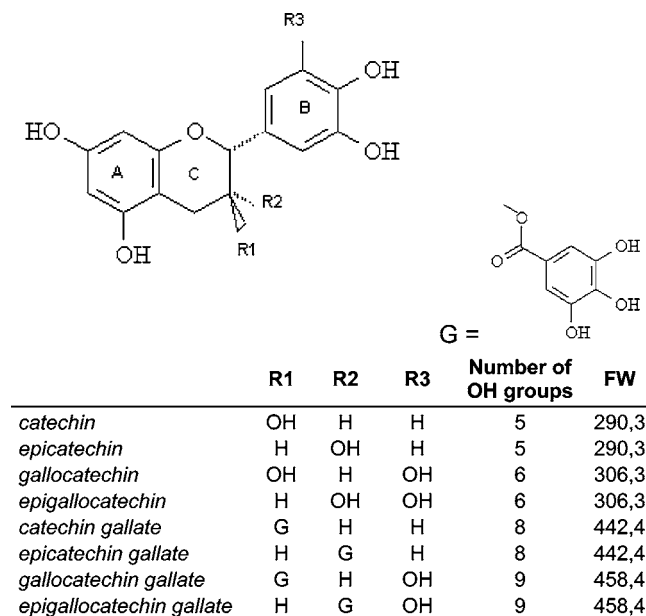 R3
OH
B
OH
HO
O
A
C
R2
OH
R1
O
O
OH
OH
OH
G =
R1 R2 R3 Number of OH groups FW
catechin OH H H 5 290,3
epicatechin H OH H 5 290,3
gallocatechin OH H OH 6 306,3
epigallocatechin H OH OH 6 306,3
catechin gallate G H H 8 442,4
epicatechin gallate H G H 8 442,4
gallocatechin gallate G H OH 9 458,4
epigallocatechin gallate H G OH 9 458,4